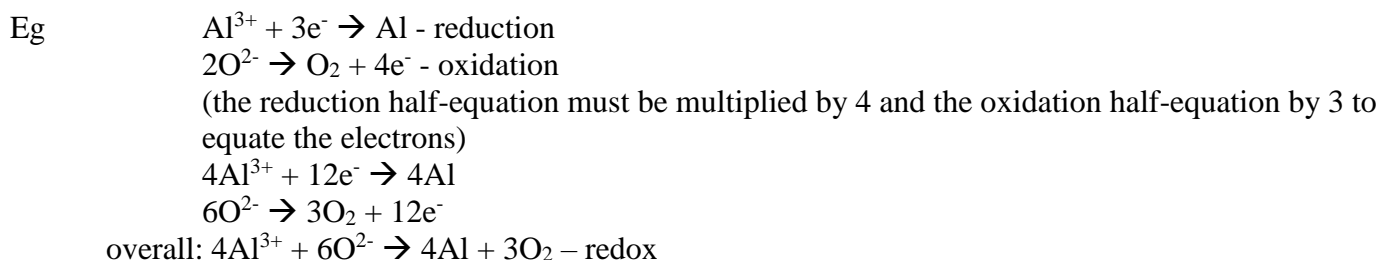 Eg Al³⁺ + 3e⁻ → Al - reduction
2O²⁻ → O₂ + 4e⁻ - oxidation
(the reduction half-equation must be multiplied by 4 and the oxidation half-equation by 3 to
equate the electrons)
4Al³⁺ + 12e⁻ → 4Al
6O²⁻ → 3O₂ + 12e⁻
overall: 4Al³⁺ + 6O²⁻ → 4Al + 3O₂ – redox